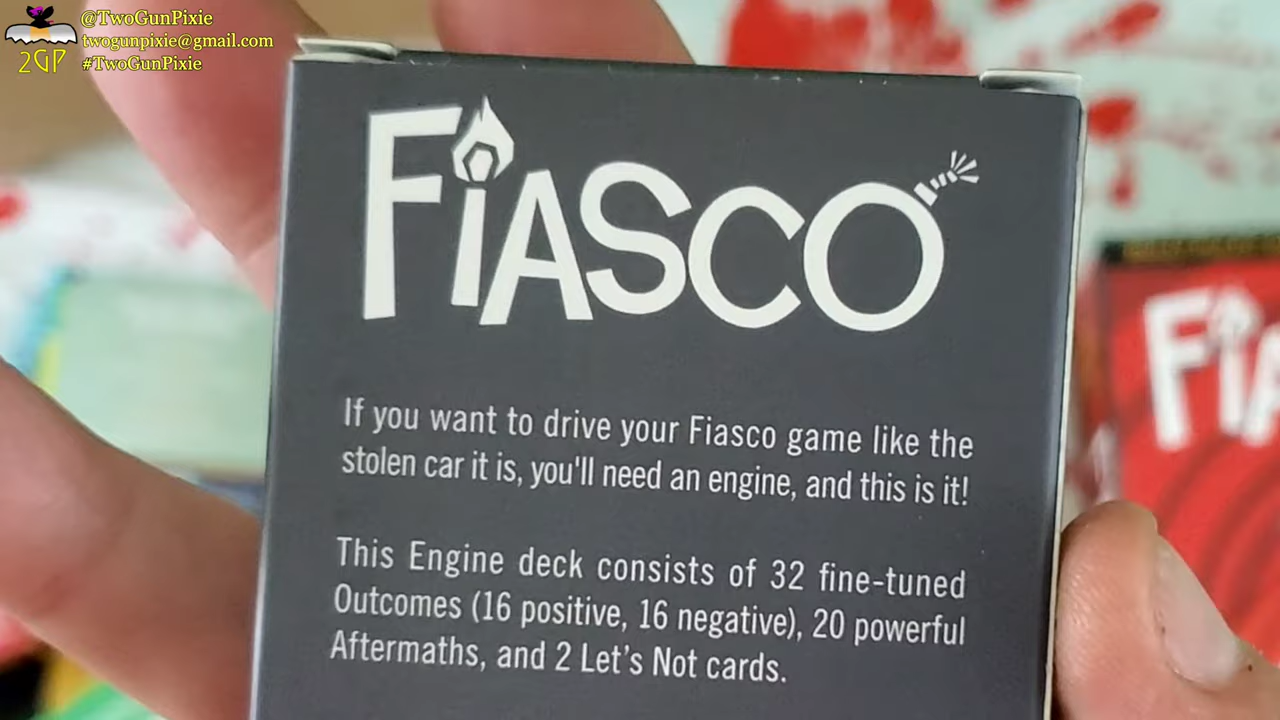 @TwoGunPixie
twogunpixie@gmail.com
#TwoGunPixie
2GP
FiASCO
If you want to drive your Fiasco game like the
stolen car it is, you'll need an engine, and this is it!
This Engine deck consists of 32 fine-tuned
Outcomes (16 positive, 16 negative), 20 powerful
Aftermaths, and 2 Let's Not cards.
FiA